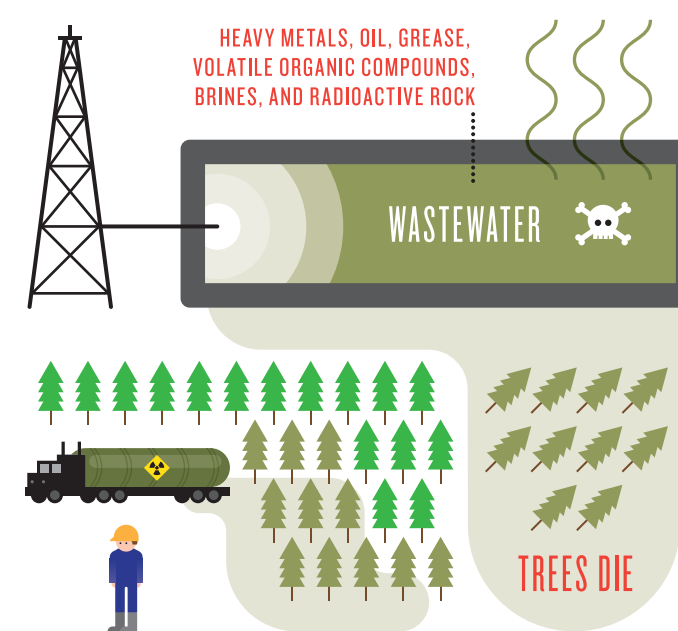 HEAVY METALS, OIL, GREASE,
VOLATILE ORGANIC COMPOUNDS,
BRINES, AND RADIOACTIVE ROCK
WASTEWATER
TREES DIE